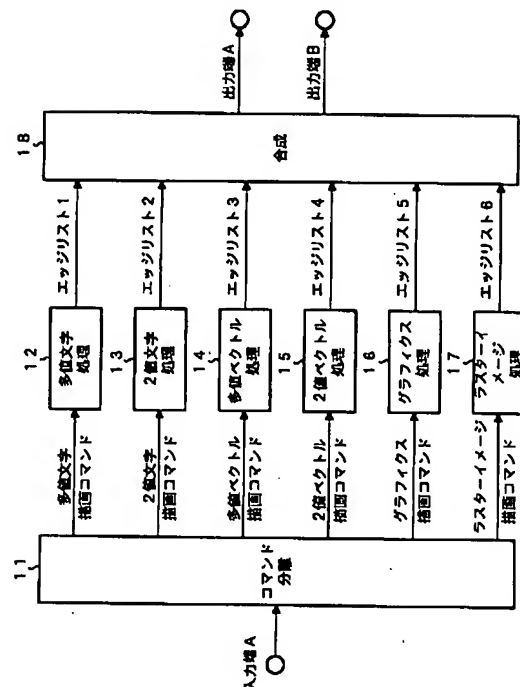 入力端A
11
コマンド
分離
多値文字
描画コマンド
12
多値文字
処理
エッジリスト1
2値文字
描画コマンド
13
2値文字
処理
エッジリスト2
多値ベクトル
描画コマンド
14
多値ベクトル
処理
エッジリスト3
2値ベクトル
描画コマンド
15
2値ベクトル
処理
エッジリスト4
グラフィクス
描画コマンド
16
グラフィクス
処理
エッジリスト5
ラスターイメージ
描画コマンド
17
ラスターイ
メージ
処理
エッジリスト6
18
合成
出力端A
出力端B